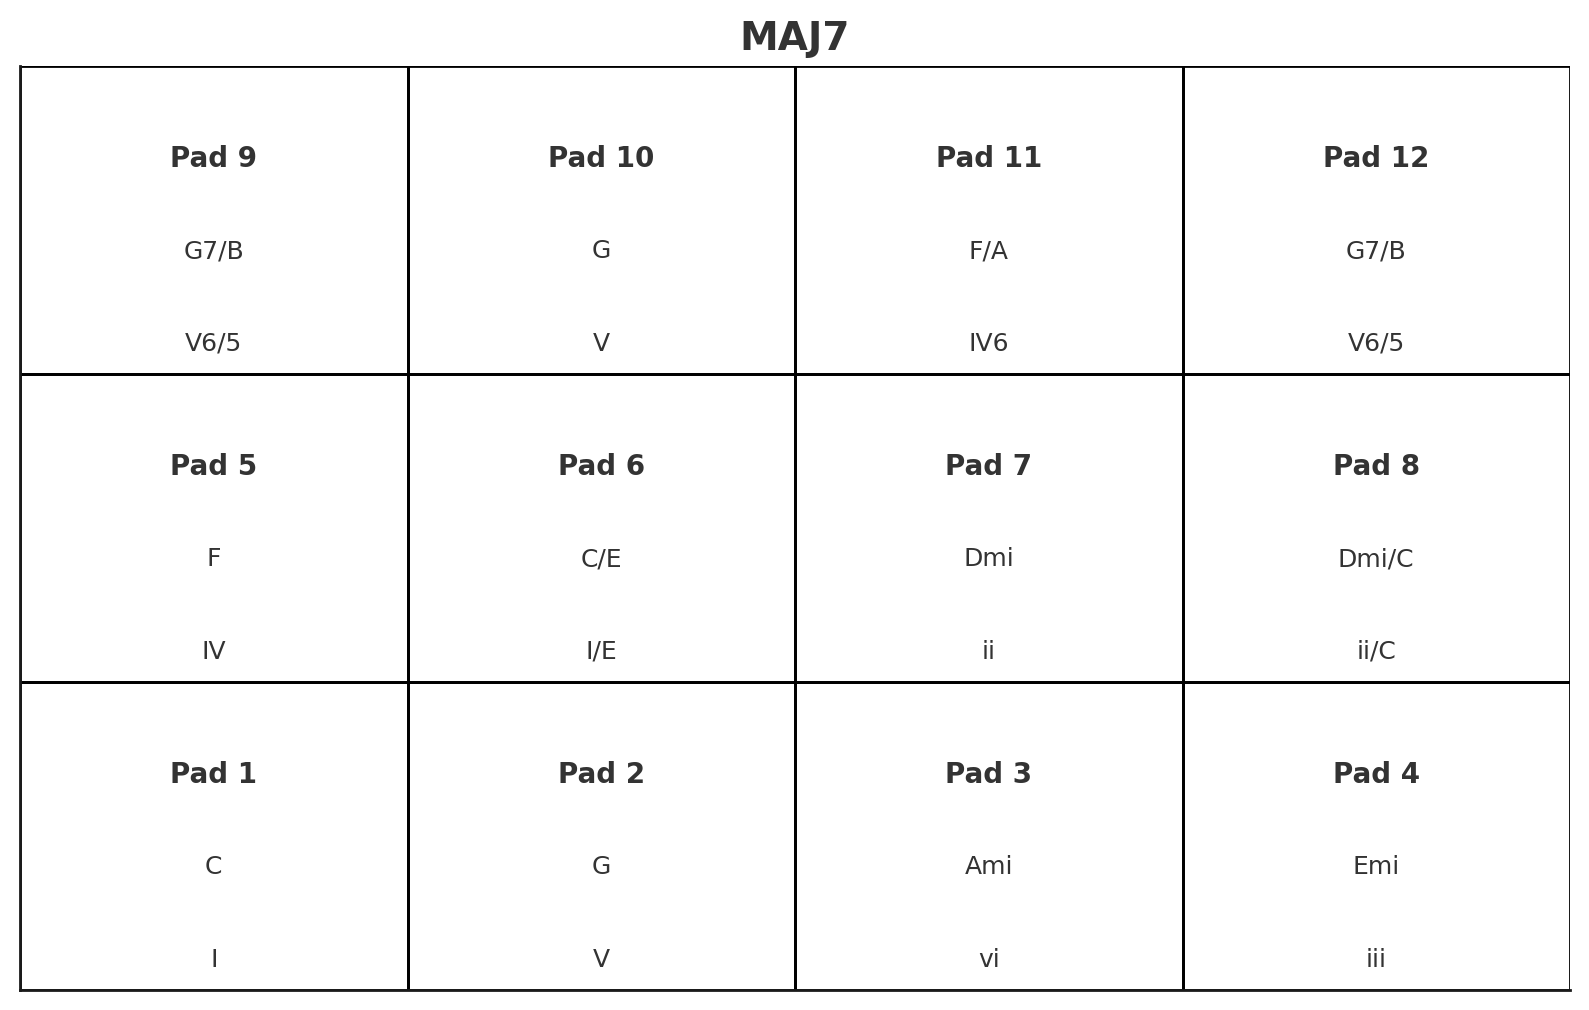 MAJ7
Pad 9
G7/B
V6/5
Pad 10
G
V
Pad 11
F/A
IV6
Pad 12
G7/B
V6/5
Pad 5
F
IV
Pad 6
C/E
I/E
Pad 7
Dmi
ii
Pad 8
Dmi/C
ii/C
Pad 1
C
I
Pad 2
G
V
Pad 3
Ami
vi
Pad 4
Emi
iii